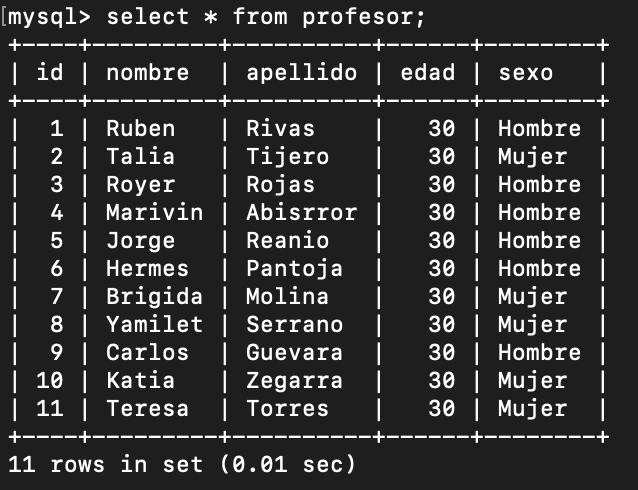 [mysql> select * from profesor;
+----+---------+-----------+------+--------+
| id | nombre  | apellido  | edad | sexo   |
+----+---------+-----------+------+--------+
|  1 | Ruben   | Rivas     |   30 | Hombre |
|  2 | Talia   | Tijero    |   30 | Mujer  |
|  3 | Royer   | Rojas     |   30 | Hombre |
|  4 | Marivin | Abisrror  |   30 | Hombre |
|  5 | Jorge   | Reanio    |   30 | Hombre |
|  6 | Hermes  | Pantoja   |   30 | Hombre |
|  7 | Brigida | Molina    |   30 | Mujer  |
|  8 | Yamilet | Serrano   |   30 | Mujer  |
|  9 | Carlos  | Guevara   |   30 | Hombre |
| 10 | Katia   | Zegarra   |   30 | Mujer  |
| 11 | Teresa  | Torres    |   30 | Mujer  |
+----+---------+-----------+------+--------+
11 rows in set (0.01 sec)